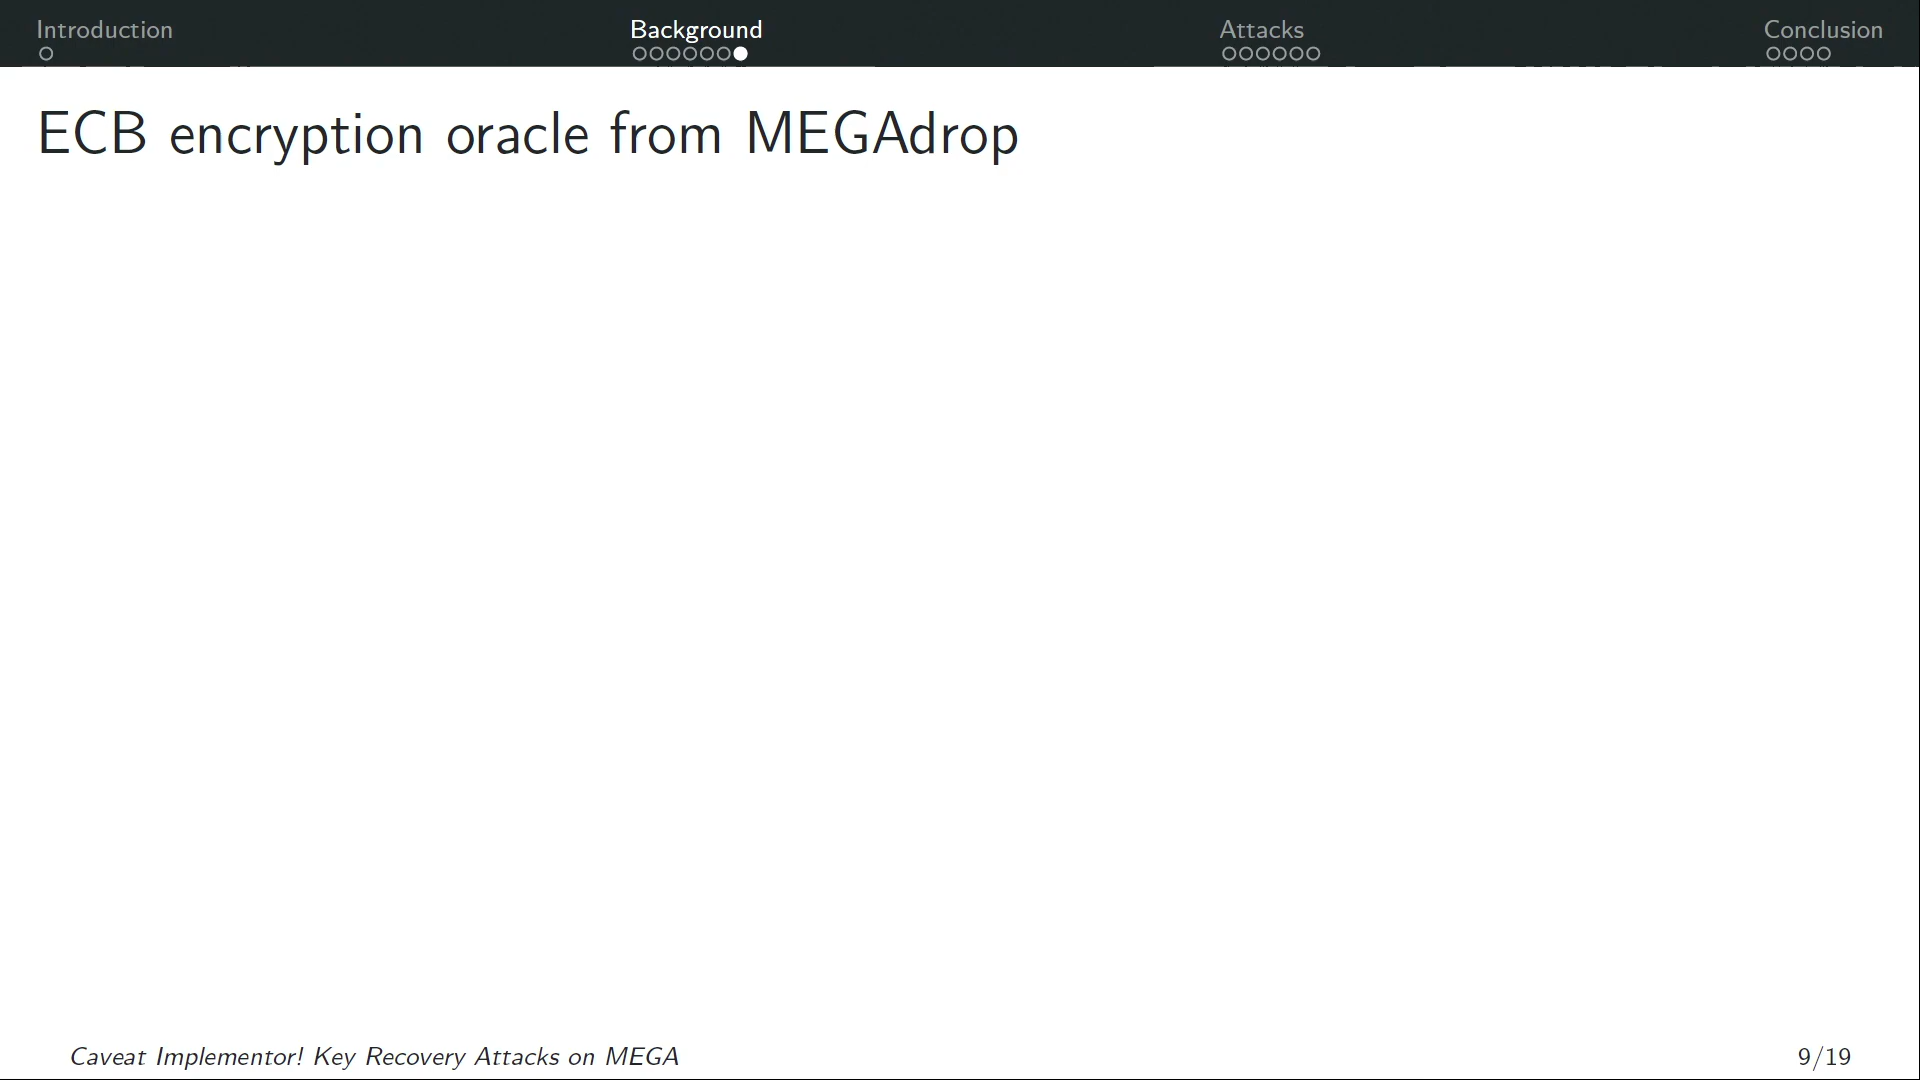 Introduction
Background
Attacks
Conclusion
ECB encryption oracle from MEGAdrop
Caveat Implementor! Key Recovery Attacks on MEGA
9/19